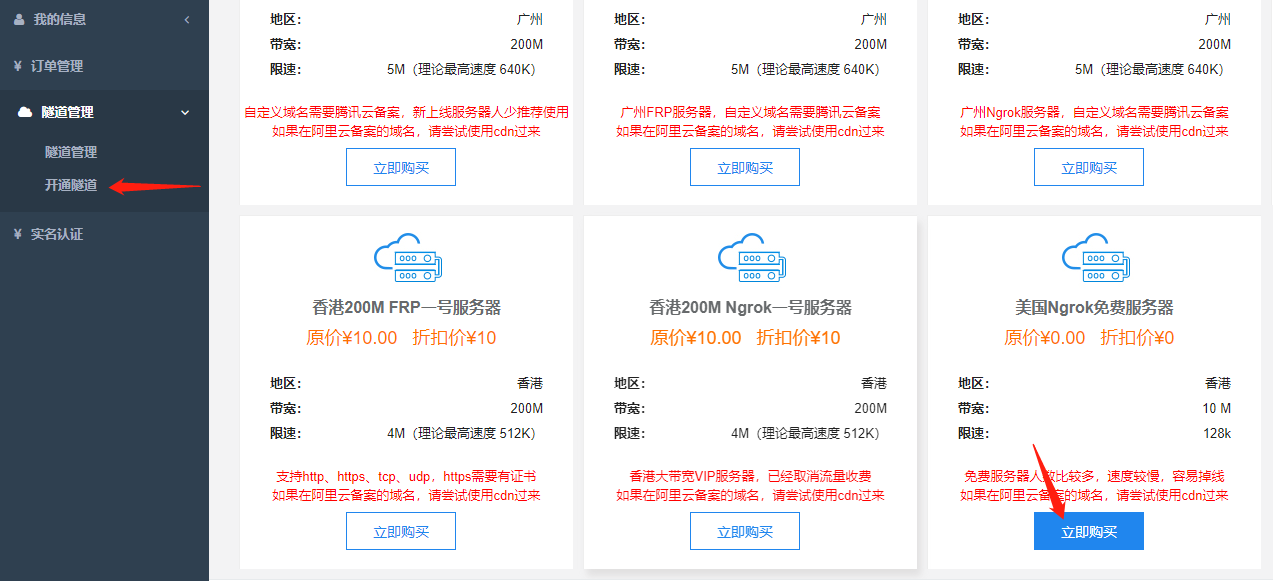 我的信息
¥ 订单管理
隧道管理
隧道管理
开通隧道
¥ 实名认证
地区： 广州
带宽： 200M
限速： 5M（理论最高速度 640K）
自定义域名需要腾讯云备案，新上线服务器人少推荐使用
如果在阿里云备案的域名，请尝试使用cdn过来
立即购买
地区： 广州
带宽： 200M
限速： 5M（理论最高速度 640K）
广州FRP服务器，自定义域名需要腾讯云备案
如果在阿里云备案的域名，请尝试使用cdn过来
立即购买
地区： 广州
带宽： 200M
限速： 5M（理论最高速度 640K）
广州Ngrok服务器，自定义域名需要腾讯云备案
如果在阿里云备案的域名，请尝试使用cdn过来
立即购买
香港200M FRP一号服务器
原价¥10.00 折扣价¥10
地区： 香港
带宽： 200M
限速： 4M（理论最高速度 512K）
支持http、https、tcp、udp，https需要有证书
如果在阿里云备案的域名，请尝试使用cdn过来
立即购买
香港200M Ngrok一号服务器
原价¥10.00 折扣价¥10
地区： 香港
带宽： 200M
限速： 4M（理论最高速度 512K）
香港大带宽VIP服务器，已经取消流量收费
如果在阿里云备案的域名，请尝试使用cdn过来
立即购买
美国Ngrok免费服务器
原价¥0.00 折扣价¥0
地区： 香港
带宽： 10 M
限速： 128k
免费服务器人数比较多，速度较慢，容易掉线
如果在阿里云备案的域名，请尝试使用cdn过来
立即购买